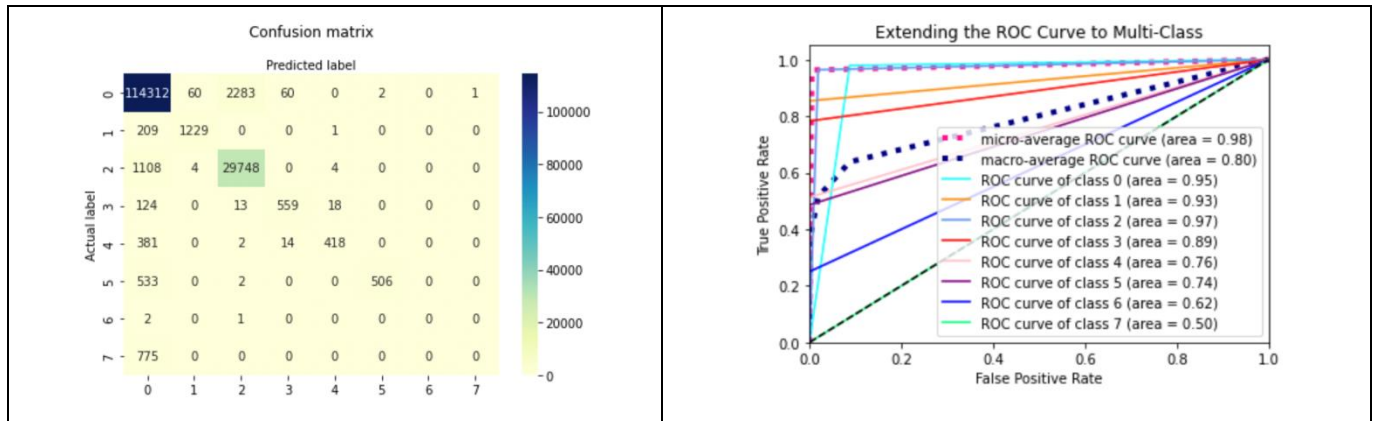 Confusion matrix
Predicted label
Actual label
0 114312 60 2283 60 0 2 0 1
1 209 1229 0 0 1 0 0 0
2 1108 4 29748 0 4 0 0 0
3 124 0 13 559 18 0 0 0
4 381 0 2 14 418 0 0 0
5 533 0 2 0 0 506 0 0
6 2 0 1 0 0 0 0 0
7 775 0 0 0 0 0 0 0
0 1 2 3 4 5 6 7
100000
80000
60000
40000
20000
0
Extending the ROC Curve to Multi-Class
True Positive Rate
1.0
0.8
0.6
0.4
0.2
0.0
micro-average ROC curve (area = 0.98)
macro-average ROC curve (area = 0.80)
ROC curve of class 0 (area = 0.95)
ROC curve of class 1 (area = 0.93)
ROC curve of class 2 (area = 0.97)
ROC curve of class 3 (area = 0.89)
ROC curve of class 4 (area = 0.76)
ROC curve of class 5 (area = 0.74)
ROC curve of class 6 (area = 0.62)
ROC curve of class 7 (area = 0.50)
0.0 0.2 0.4 0.6 0.8 1.0
False Positive Rate